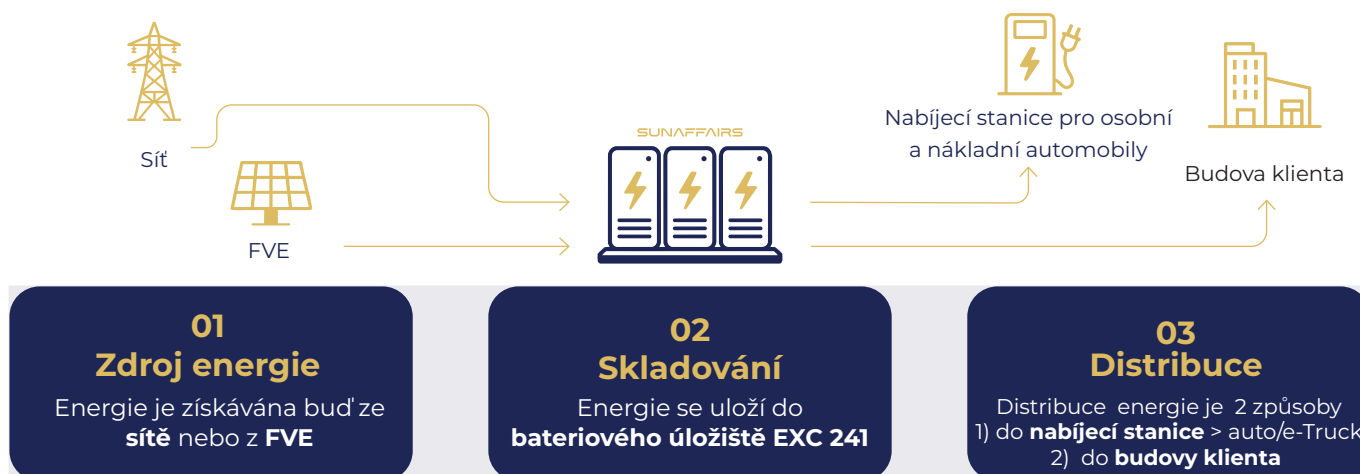 SUNAFFAIRS
Nabíjecí stanice pro osobní
a nákladní automobily
Síť
Budova klienta
FVE
01
Zdroj energie
Energie je získávána buď ze
sítě nebo z FVE
02
Skladování
Energie se uloží do
bateriového úložiště EXC 241
03
Distribuce
Distribuce energie je 2 způsoby
1) do nabíjecí stanice > auto/e-Truck
2) do budovy klienta